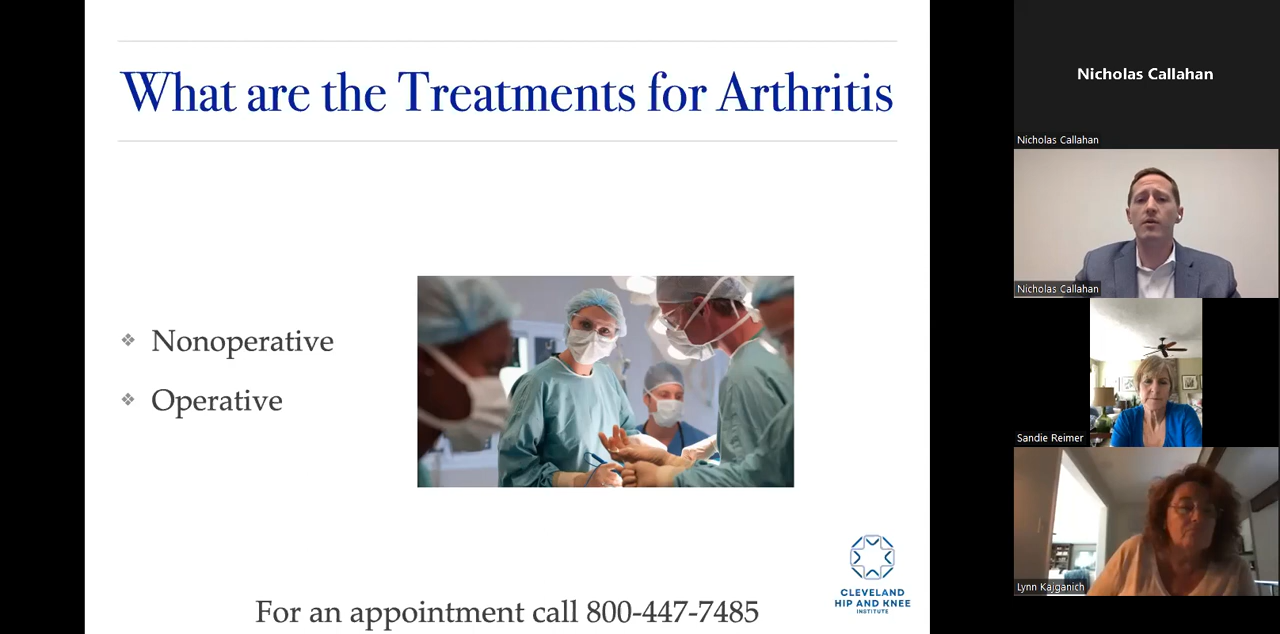 What are the Treatments for Arthritis
❖ Nonoperative
❖ Operative
CLEVELAND
HIP AND KNEE
INSTITUTE
For an appointment call 800-447-7485
Nicholas Callahan
Nicholas Callahan
Nicholas Callahan
Sandie Reimer
Lynn Kajganich